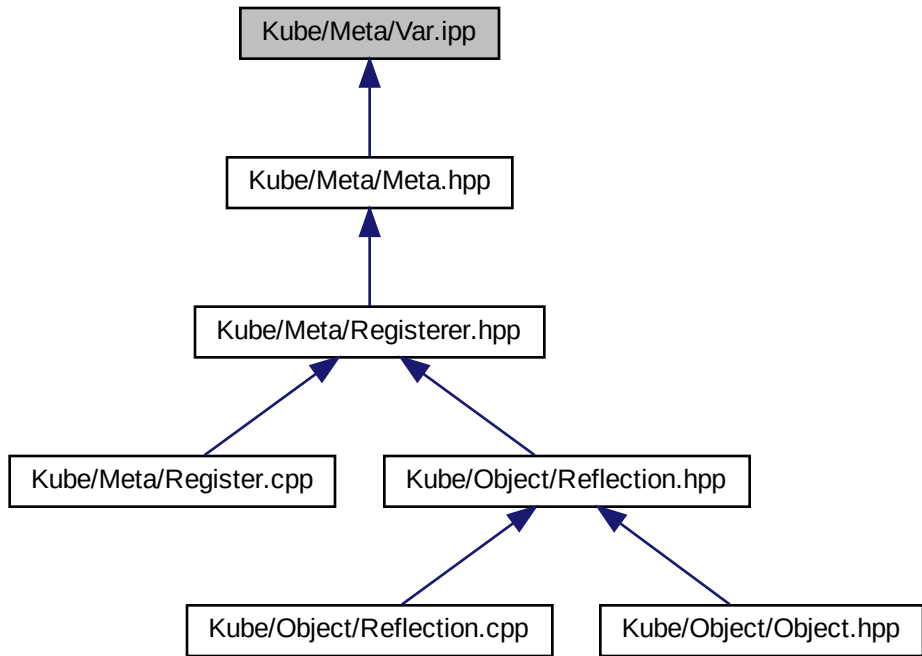 Kube/Meta/Var.ipp
Kube/Meta/Meta.hpp
Kube/Meta/Registerer.hpp
Kube/Meta/Register.cpp
Kube/Object/Reflection.hpp
Kube/Object/Reflection.cpp
Kube/Object/Object.hpp